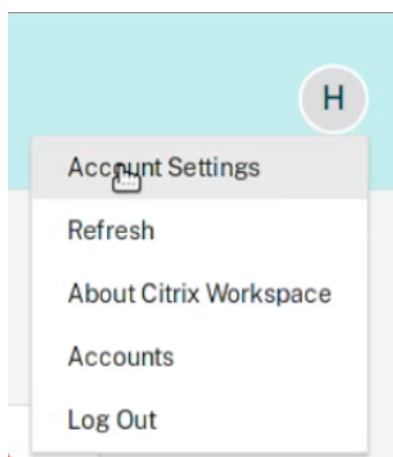 H
Account Settings
Refresh
About Citrix Workspace
Accounts
Log Out